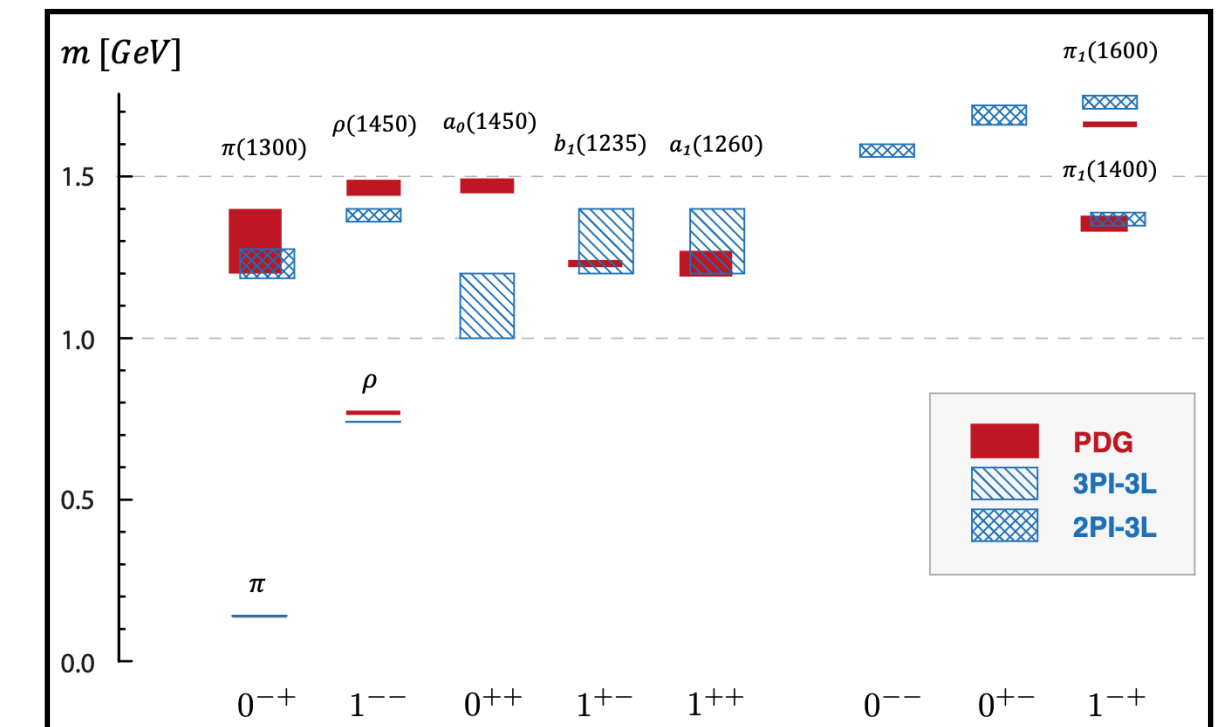 m [GeV]
π₁(1600)
ρ(1450) a₀(1450)
π(1300) b₁(1235) a₁(1260)
1.5
π₁(1400)
1.0
ρ
PDG
3PI-3L
0.5
2PI-3L
π
0.0
0⁻⁺ 1⁻⁻ 0⁺⁺ 1⁺⁻ 1⁺⁺ 0⁻⁻ 0⁺⁻ 1⁻⁺